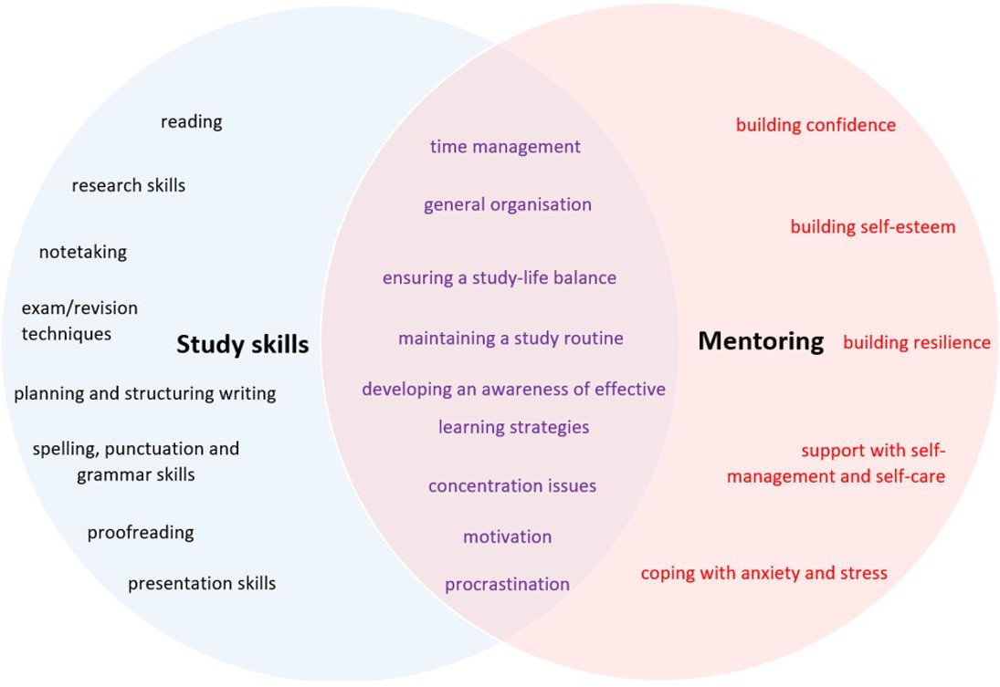 reading
research skills
notetaking
exam/revision
techniques
Study skills
planning and structuring writing
spelling, punctuation and
grammar skills
proofreading
presentation skills
time management
general organisation
ensuring a study-life balance
maintaining a study routine
developing an awareness of effective
learning strategies
concentration issues
motivation
procrastination
building confidence
building self-esteem
Mentoring
building resilience
support with self-
management and self-care
coping with anxiety and stress